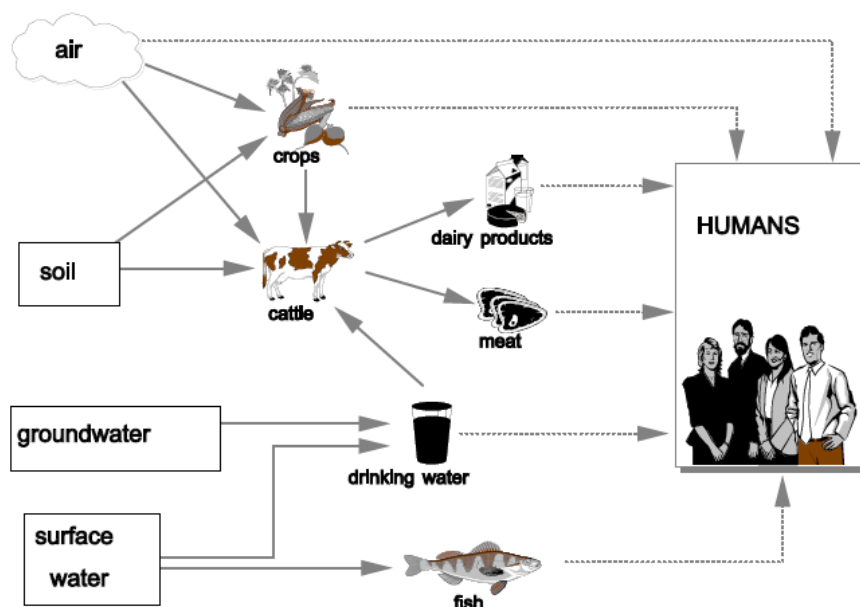 air
crops
dairy products
HUMANS
soil
cattle
meat
groundwater
drinking water
surface
water
fish